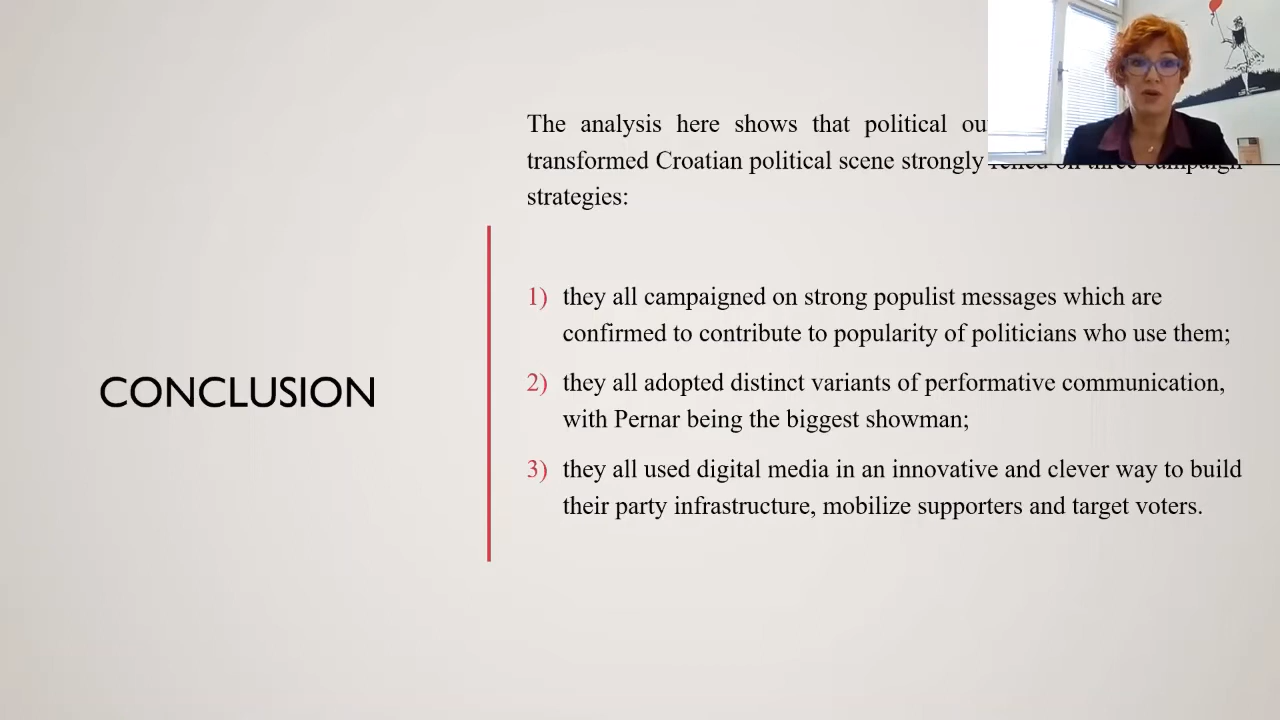 The analysis here shows that political
transformed Croatian political scene strongly relied on three campaign
strategies:
1) they all campaigned on strong populist messages which are
confirmed to contribute to popularity of politicians who use them;
CONCLUSION
2) they all adopted distinct variants of performative communication,
with Pernar being the biggest showman;
3) they all used digital media in an innovative and clever way to build
their party infrastructure, mobilize supporters and target voters.